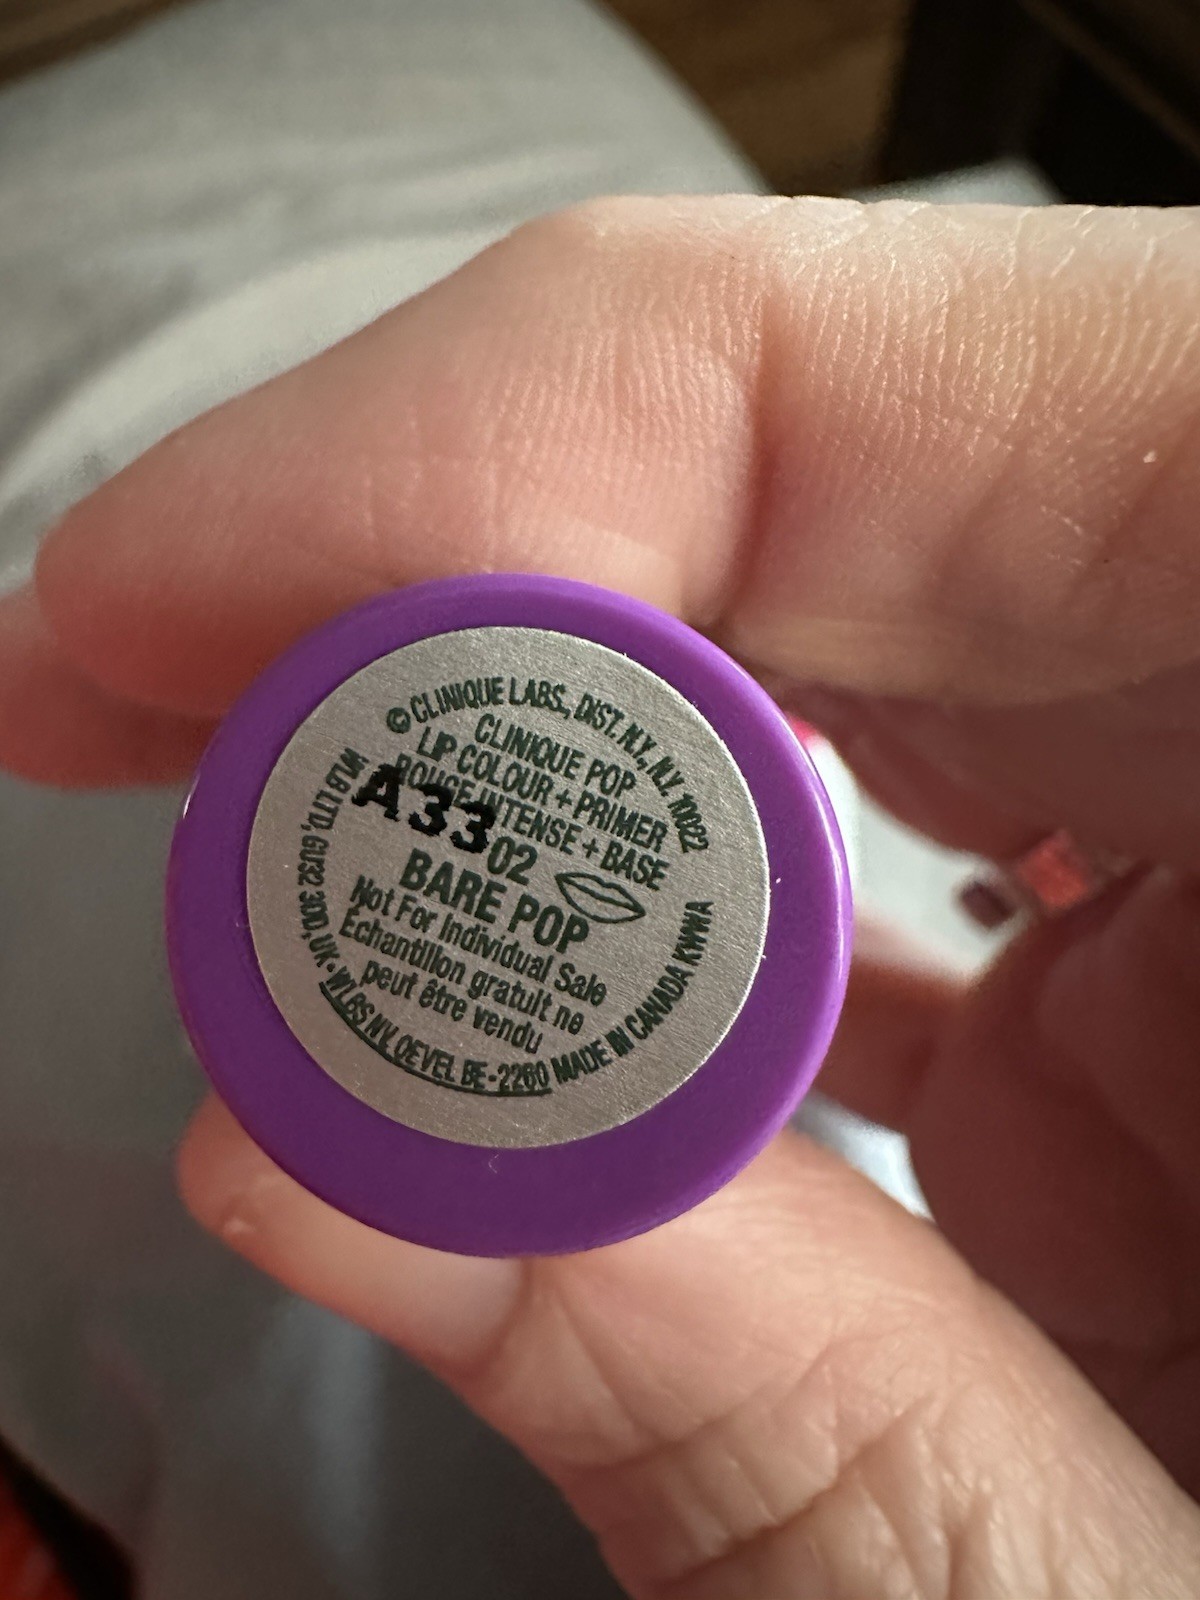 © CLINIQUE LABS., DIST. N.Y., N.Y. 10022
CLINIQUE POP
LIP COLOUR + PRIMER
ROUGE INTENSE + BASE
A33
02
BARE POP
Not For Individual Sale
Échantillon gratuit ne
peut être vendu
MADE IN CANADA KWWA
LTD, GU32 3DD, UK • WLBS NV, OEVEL BE-2260